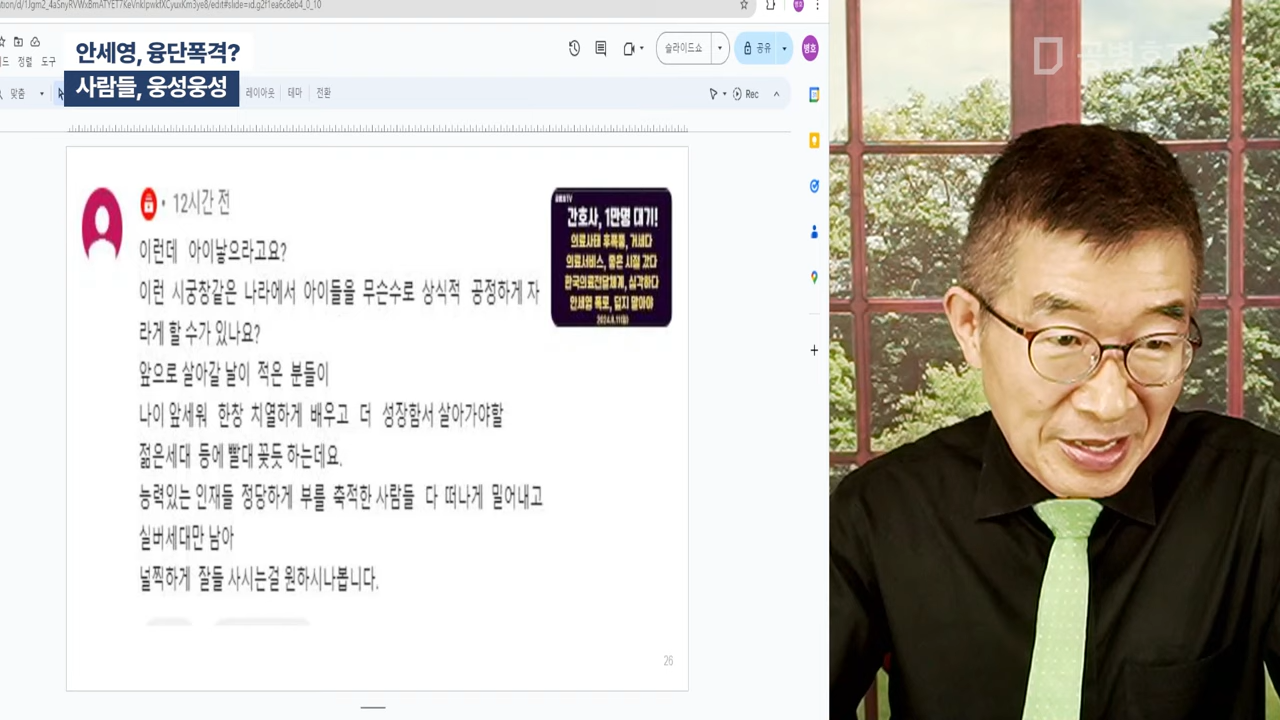 안세영, 융단폭격?
사람들, 웅성웅성
정렬 도구
슬라이드쇼
공유
병호
맞춤
레이아웃 테마 전환
Rec
12시간 전
이런데 아이낳으라고요?
이런 시궁창같은 나라에서 아이들을 무슨수로 상식적 공정하게 자
라게 할 수가 있나요?
앞으로 살아갈 날이 적은 분들이
나이 앞세워 한창 치열하게 배우고 더 성장함서 살아가야할
젊은세대 등에 빨대 꽂듯 하는데요.
능력있는 인재들 정당하게 부를 축적한 사람들 다 떠나게 밀어내고
실버세대만 남아
널찍하게 잘들 사시는걸 원하시나봅니다.
간호사, 1만명 대기!
의료사태 후폭풍, 거세다
의료서비스, 좋은 시절 갔다
한국의료전달체계, 심각하다
안세영 폭로, 덮지 말아야
26